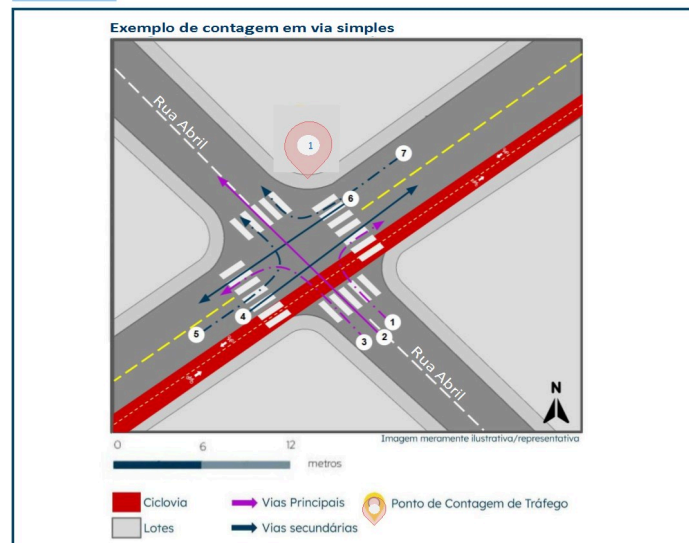 Exemplo de contagem em via simples
Rua Abril
1
7
6
4
5
1
2
3
Rua Abril
N
Imagem meramente ilustrativa/representativa
0 6 12
metros
Ciclovia
Vias Principais
Ponto de Contagem de Tráfego
Lotes
Vias secundárias